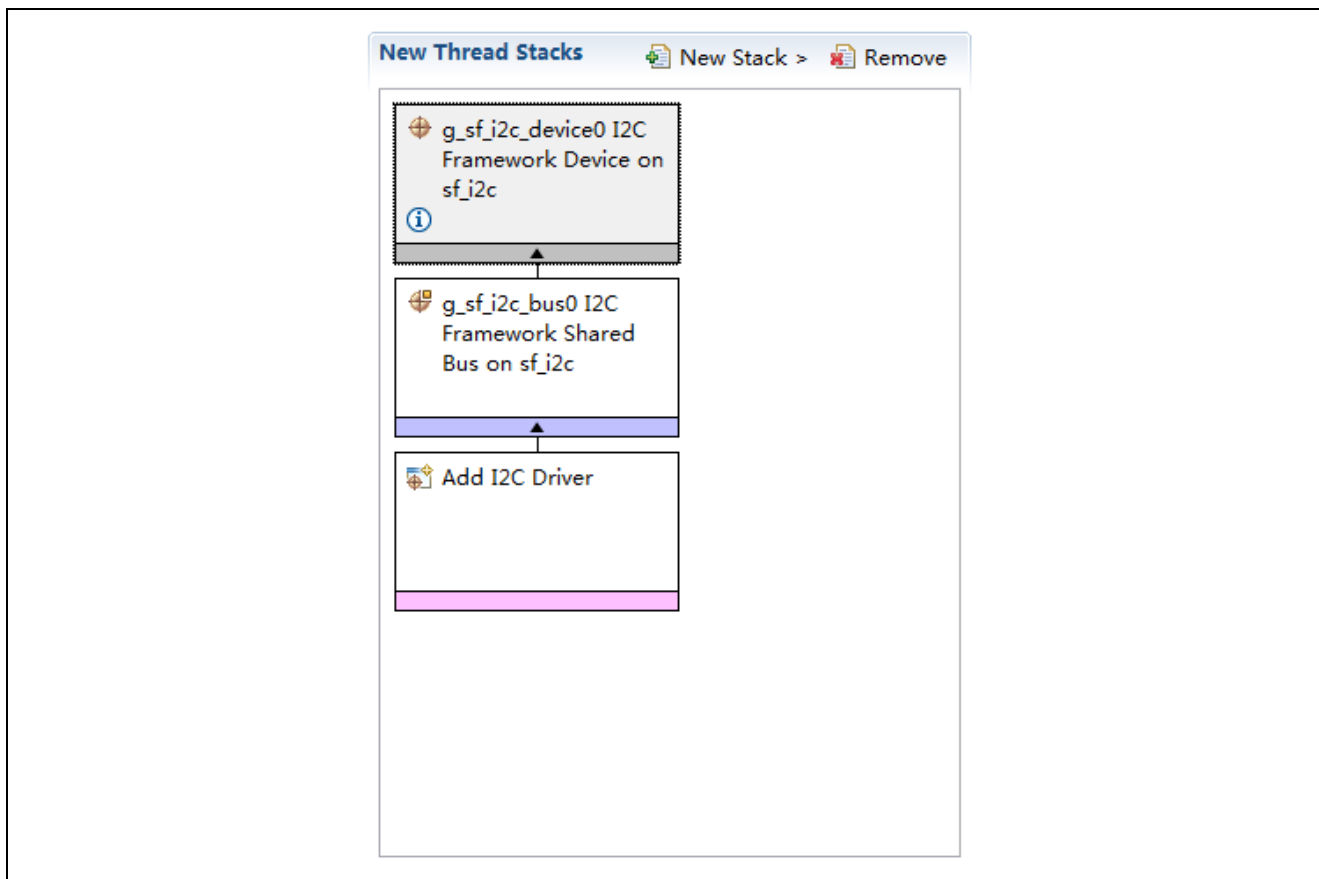 New Thread Stacks New Stack > Remove
g_sf_i2c_device0 I2C
Framework Device on
sf_i2c
g_sf_i2c_bus0 I2C
Framework Shared
Bus on sf_i2c
Add I2C Driver